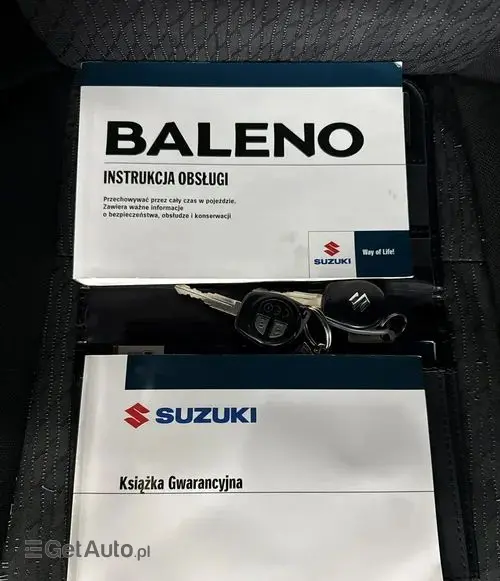 BALENO
INSTRUKCJA OBSŁUGI
Przechowywać przez cały czas w pojeździe.
Zawiera ważne informacje
o bezpieczeństwa, obsłudze i konserwacji
SUZUKI
Way of Life!
SUZUKI
Książka Gwarancyjna
GetAuto.pl